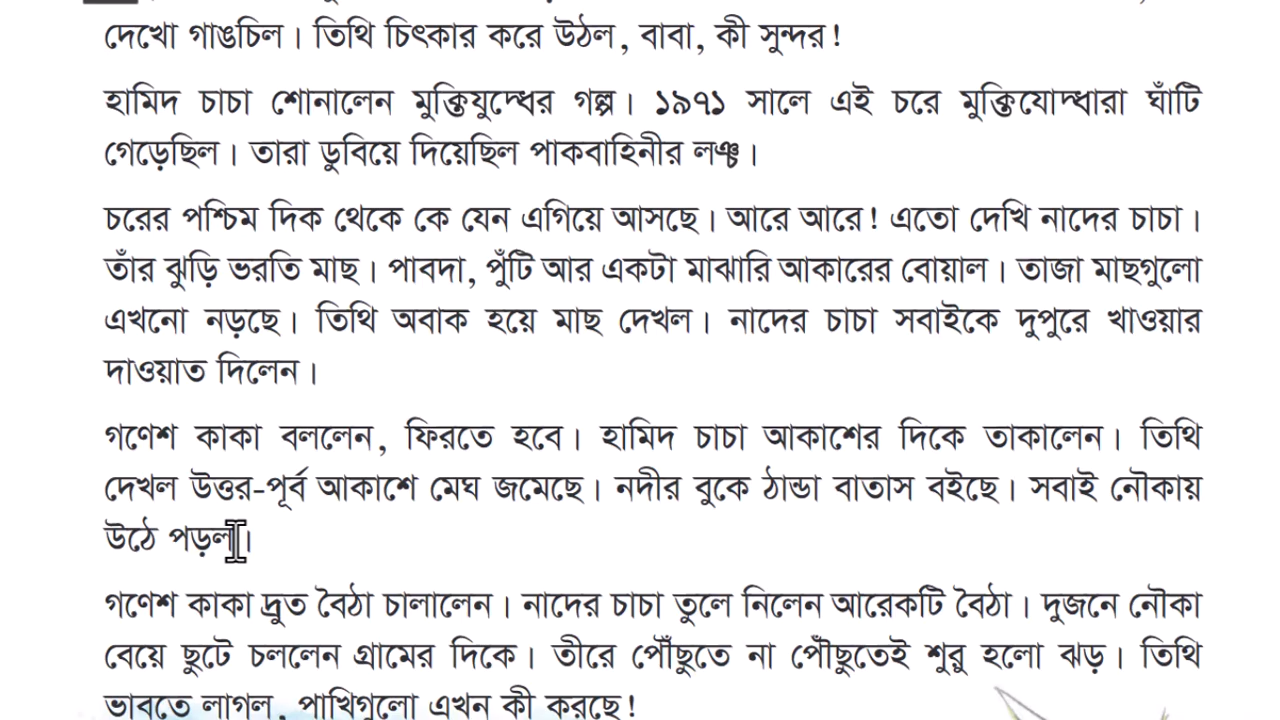 দেখো গাঙচিল। তিথি চিৎকার করে উঠল, বাবা, কী সুন্দর!
হামিদ চাচা শোনালেন মুক্তিযুদ্ধের গল্প। ১৯৭১ সালে এই চরে মুক্তিযোদ্ধারা ঘাঁটি
গেড়েছিল। তারা ডুবিয়ে দিয়েছিল পাকবাহিনীর লঞ্চ।
চরের পশ্চিম দিক থেকে কে যেন এগিয়ে আসছে। আরে আরে! এতো দেখি নাদের চাচা।
তাঁর ঝুড়ি ভরতি মাছ। পাবদা, পুঁটি আর একটা মাঝারি আকারের বোয়াল। তাজা মাছগুলো
এখনো নড়ছে। তিথি অবাক হয়ে মাছ দেখল। নাদের চাচা সবাইকে দুপুরে খাওয়ার
দাওয়াত দিলেন।
গণেশ কাকা বললেন, ফিরতে হবে। হামিদ চাচা আকাশের দিকে তাকালেন। তিথি
দেখল উত্তর-পূর্ব আকাশে মেঘ জমেছে। নদীর বুকে ঠান্ডা বাতাস বইছে। সবাই নৌকায়
উঠে পড়ল।
গণেশ কাকা দ্রুত বৈঠা চালালেন। নাদের চাচা তুলে নিলেন আরেকটি বৈঠা। দুজনে নৌকা
বেয়ে ছুটে চললেন গ্রামের দিকে। তীরে পৌঁছুতে না পৌঁছুতেই শুরু হলো ঝড়। তিথি
ভাবতে লাগল, পাখিগুলো এখন কী করছে!